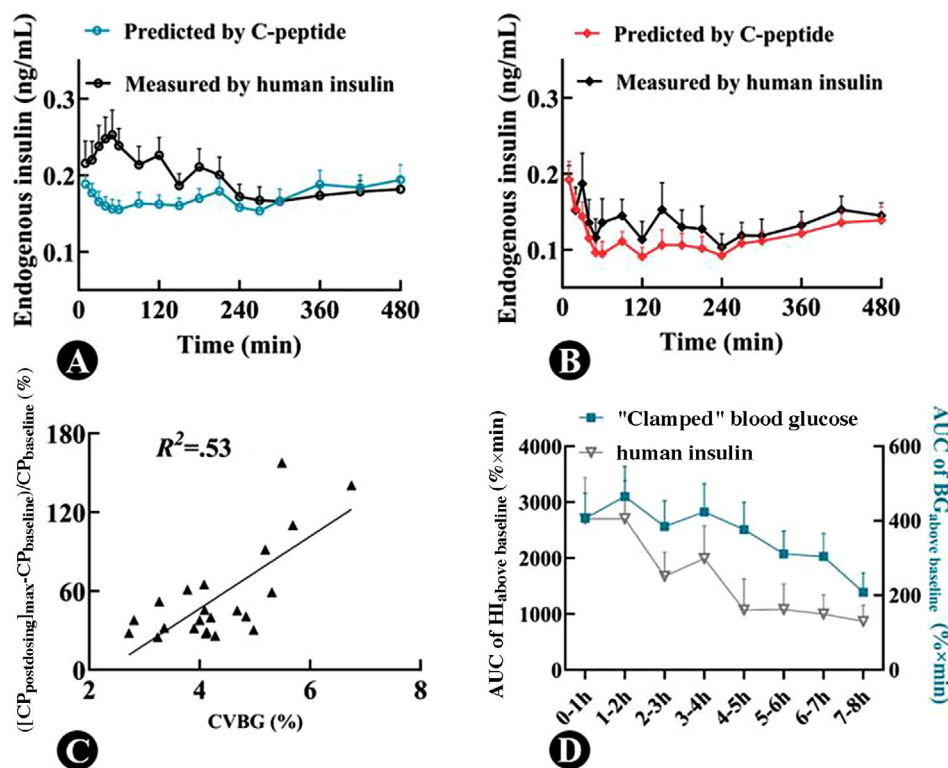 Predicted by C-peptide
Measured by human insulin
Endogenous insulin (ng/mL)
0.3
0.2
0.1
0 120 240 360 480
Time (min)
A
Predicted by C-peptide
Measured by human insulin
Endogenous insulin (ng/mL)
0.3
0.2
0.1
0 120 240 360 480
Time (min)
B
([CPpostdosing]max-CPbaseline)/CPbaseline (%)
180
120
60
0
R²=.53
2 4 6 8
CVBG (%)
C
"Clamped" blood glucose
human insulin
AUC of HIabove baseline (%×min)
4000
3000
2000
1000
0
600
400
200
0
AUC of BGabove baseline (%×min)
0-1h 1-2h 2-3h 3-4h 4-5h 5-6h 6-7h 7-8h
D